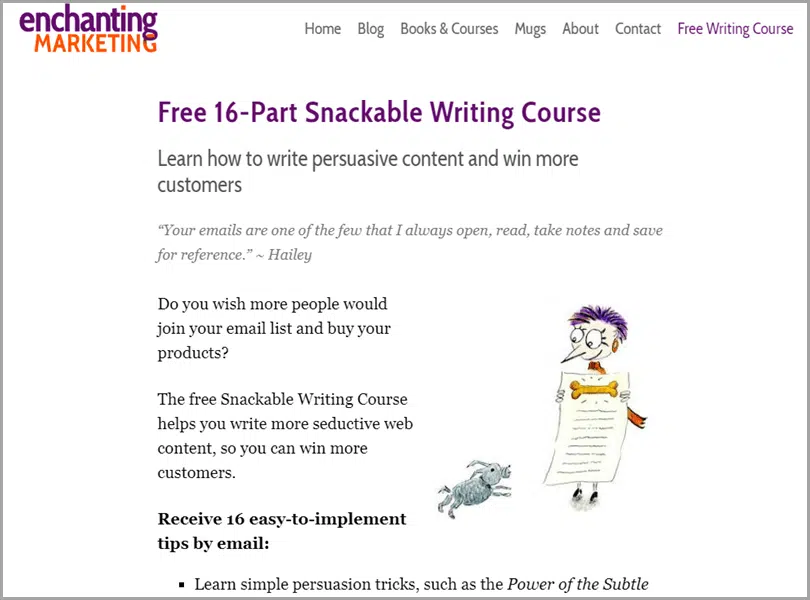 enchanting
MARKETING
Home Blog Books & Courses Mugs About Contact Free Writing Course
Free 16-Part Snackable Writing Course
Learn how to write persuasive content and win more
customers
“Your emails are one of the few that I always open, read, take notes and save
for reference.” ~ Hailey
Do you wish more people would
join your email list and buy your
products?
The free Snackable Writing Course
helps you write more seductive web
content, so you can win more
customers.
Receive 16 easy-to-implement
tips by email:
▪ Learn simple persuasion tricks, such as the Power of the Subtle